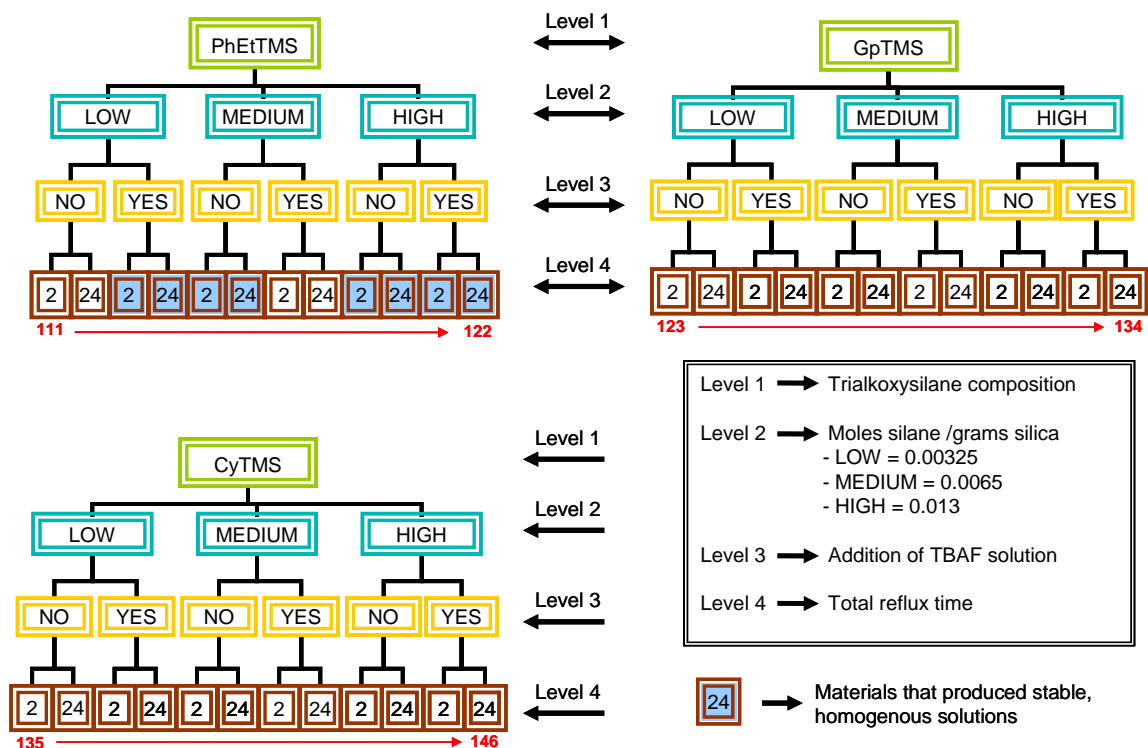 Level 1
PhEtTMS
GpTMS
Level 2
LOW MEDIUM HIGH
LOW MEDIUM HIGH
Level 3
NO YES NO YES NO YES
NO YES NO YES NO YES
Level 4
2 24 2 24 2 24 2 24 2 24 2 24
2 24 2 24 2 24 2 24 2 24 2 24
111 122
123 134
Level 1
CyTMS
Level 2
LOW MEDIUM HIGH
Level 3
NO YES NO YES NO YES
Level 4
2 24 2 24 2 24 2 24 2 24 2 24
135 146
Level 1 Trialkoxysilane composition
Level 2 Moles silane /grams silica
- LOW = 0.00325
- MEDIUM = 0.0065
- HIGH = 0.013
Level 3 Addition of TBAF solution
Level 4 Total reflux time
24 Materials that produced stable,
homogenous solutions